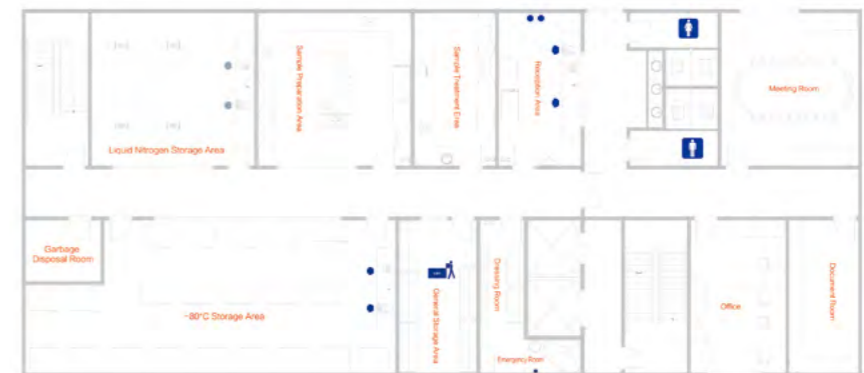 Liquid Nitrogen Storage Area
Sample Preparation Area
Sample Treatment Erea
Reception Area
Meeting Room
Garbage
Disposal Room
-80°C Storage Area
General Storage Area
Dressing Room
Emergency Room
Office
Document Room